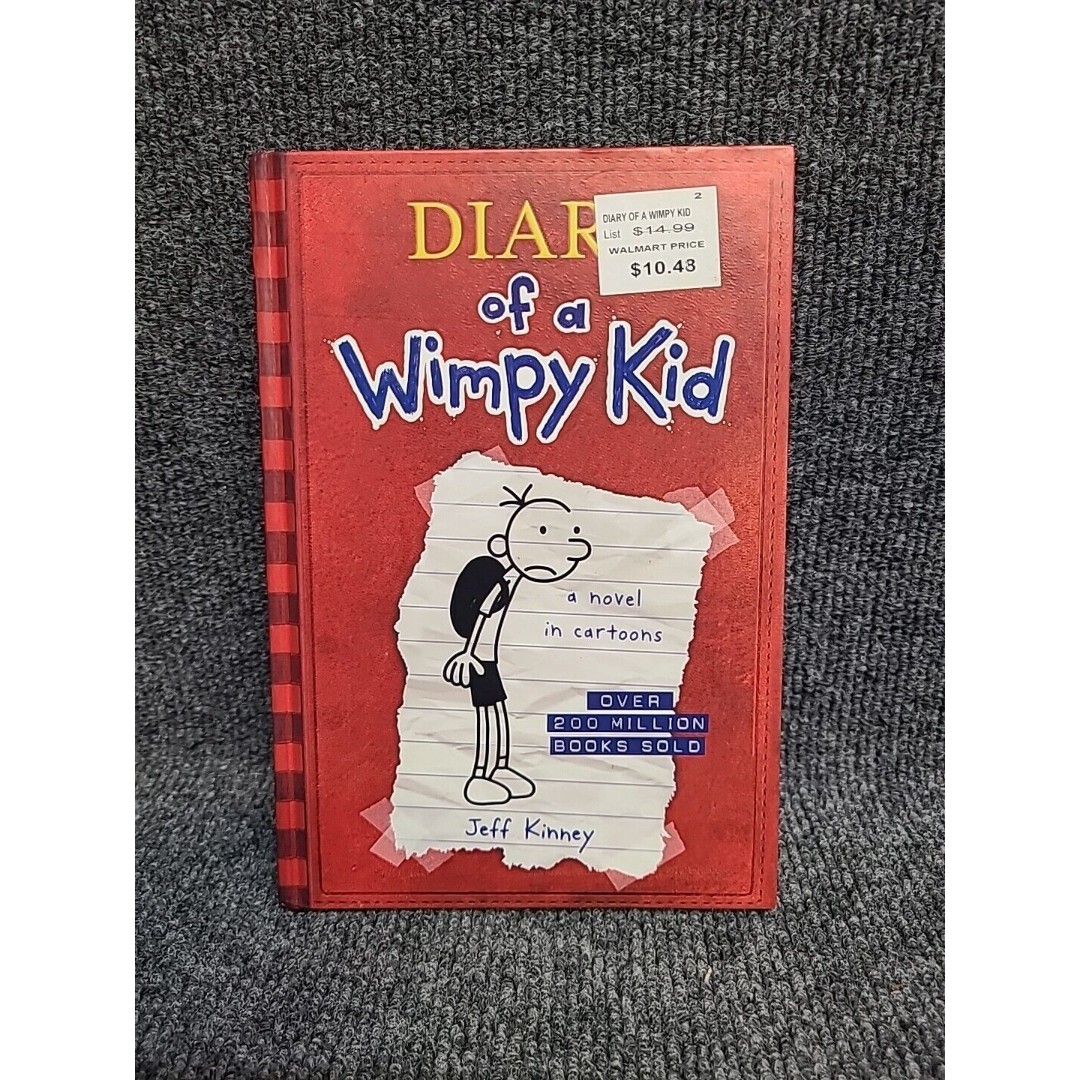 DIAR
2
DIARY OF A WIMPY KID
List $14.99
WALMART PRICE
$10.43
of a
Wimpy Kid
a novel
in cartoons
OVER
200 MILLION
BOOKS SOLD
Jeff Kinney